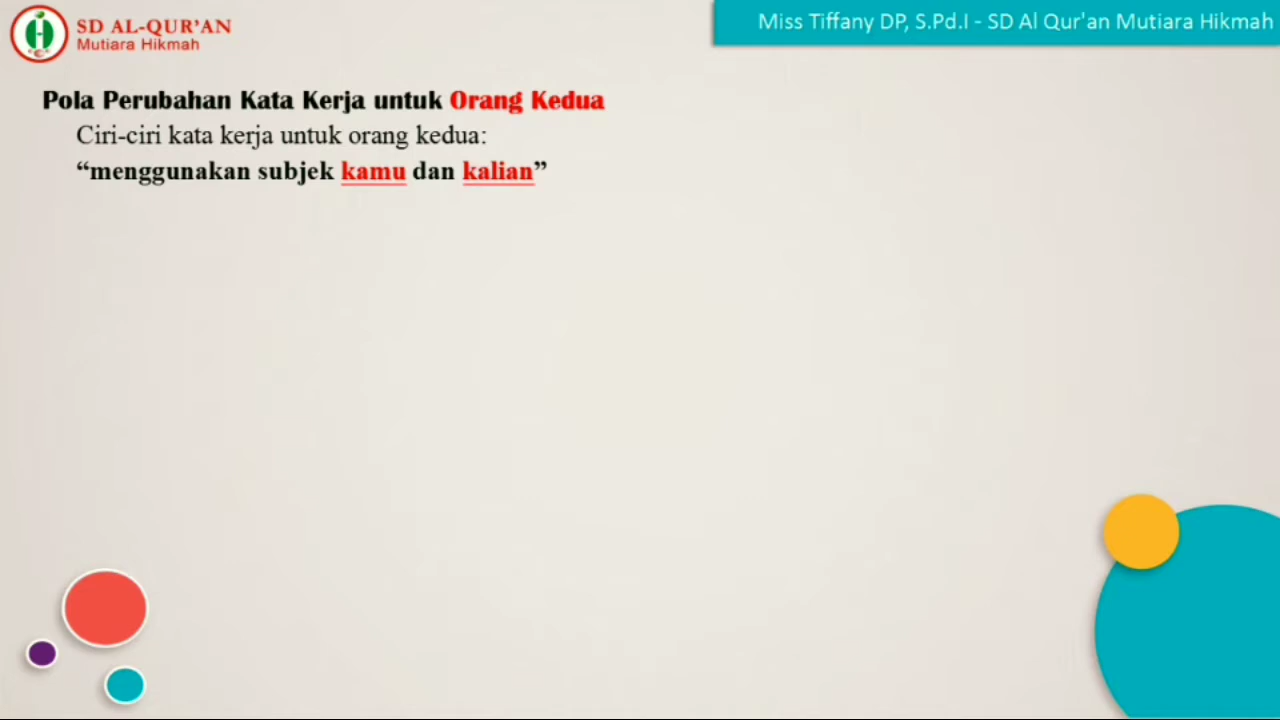 SD AL-QUR'AN
Mutiara Hikmah
Miss Tiffany DP, S.Pd.I - SD Al Qur'an Mutiara Hikmah
Pola Perubahan Kata Kerja untuk Orang Kedua
Ciri-ciri kata kerja untuk orang kedua:
“menggunakan subjek kamu dan kalian”